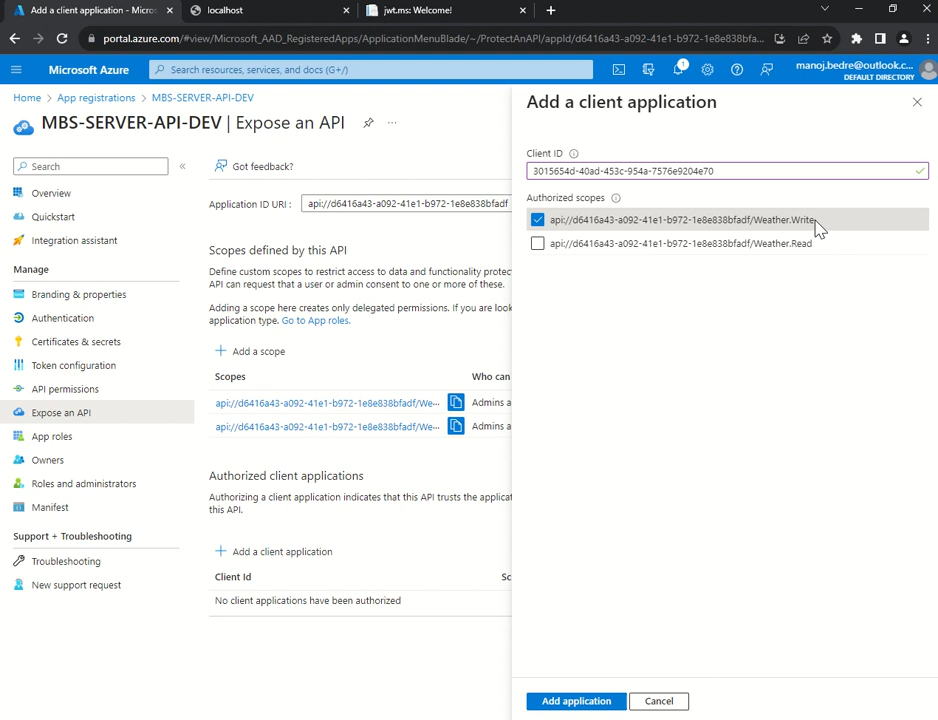 Add a client application - Micros
localhost
jwt.ms: Welcome!
portal.azure.com/#view/Microsoft_AAD_RegisteredApps/ApplicationMenuBlade/~/ProtectAnAPI/appId/d6416a43-a092-41e1-b972-1e8e838bfa...
Microsoft Azure
Search resources, services, and docs (G+/)
1
manoj.bedre@outlook.c...
DEFAULT DIRECTORY
Home > App registrations > MBS-SERVER-API-DEV
MBS-SERVER-API-DEV | Expose an API
...
Search
Got feedback?
Overview
Quickstart
Integration assistant
Manage
Branding & properties
Authentication
Certificates & secrets
Token configuration
API permissions
Expose an API
App roles
Owners
Roles and administrators
Manifest
Support + Troubleshooting
Troubleshooting
New support request
Application ID URI : api://d6416a43-a092-41e1-b972-1e8e838bfadf
Scopes defined by this API
Define custom scopes to restrict access to data and functionality protec
API can request that a user or admin consent to one or more of these.
Adding a scope here creates only delegated permissions. If you are look
application type. Go to App roles.
Add a scope
Scopes Who can
api://d6416a43-a092-41e1-b972-1e8e838bfadf/We... Admins a
api://d6416a43-a092-41e1-b972-1e8e838bfadf/We... Admins a
Authorized client applications
Authorizing a client application indicates that this API trusts the applicat
this API.
Add a client application
Client Id Sc
No client applications have been authorized
Add a client application
Client ID
3015654d-40ad-453c-954a-7576e9204e70
Authorized scopes
api://d6416a43-a092-41e1-b972-1e8e838bfadf/Weather.Write
api://d6416a43-a092-41e1-b972-1e8e838bfadf/Weather.Read
Add application
Cancel